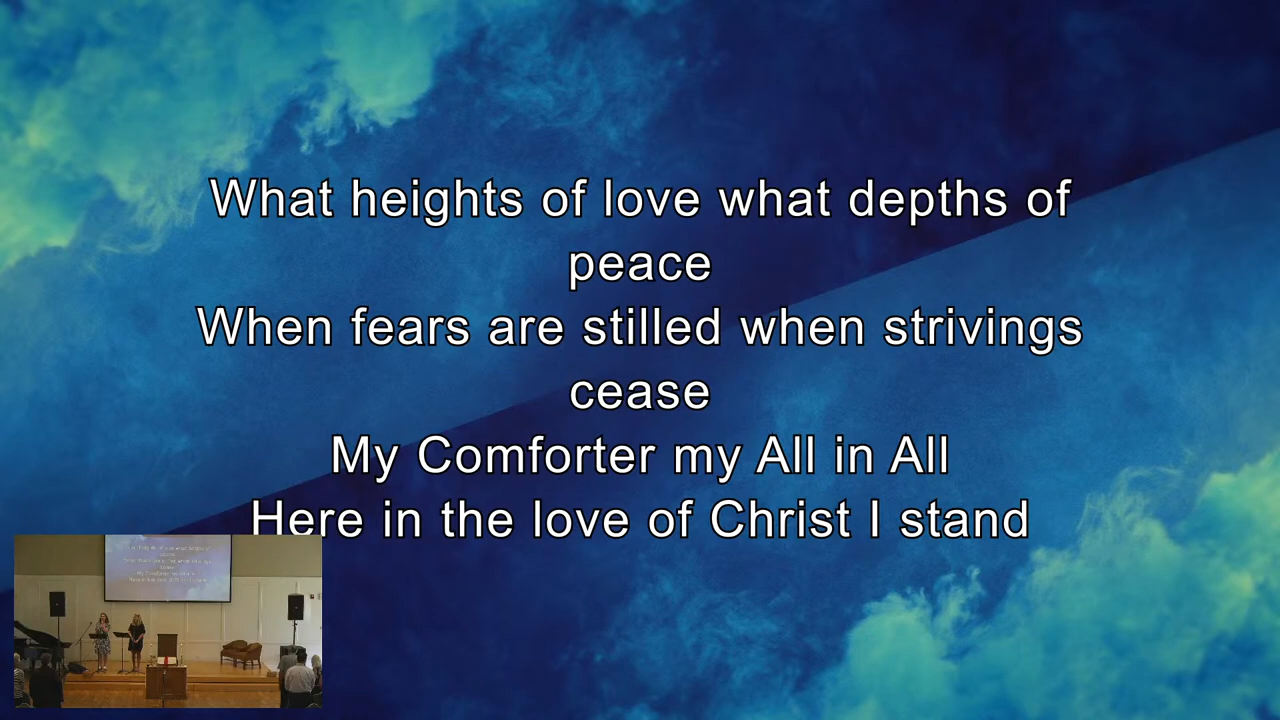 What heights of love what depths of
peace
When fears are stilled when strivings
cease
My Comforter my All in All
Here in the love of Christ I stand